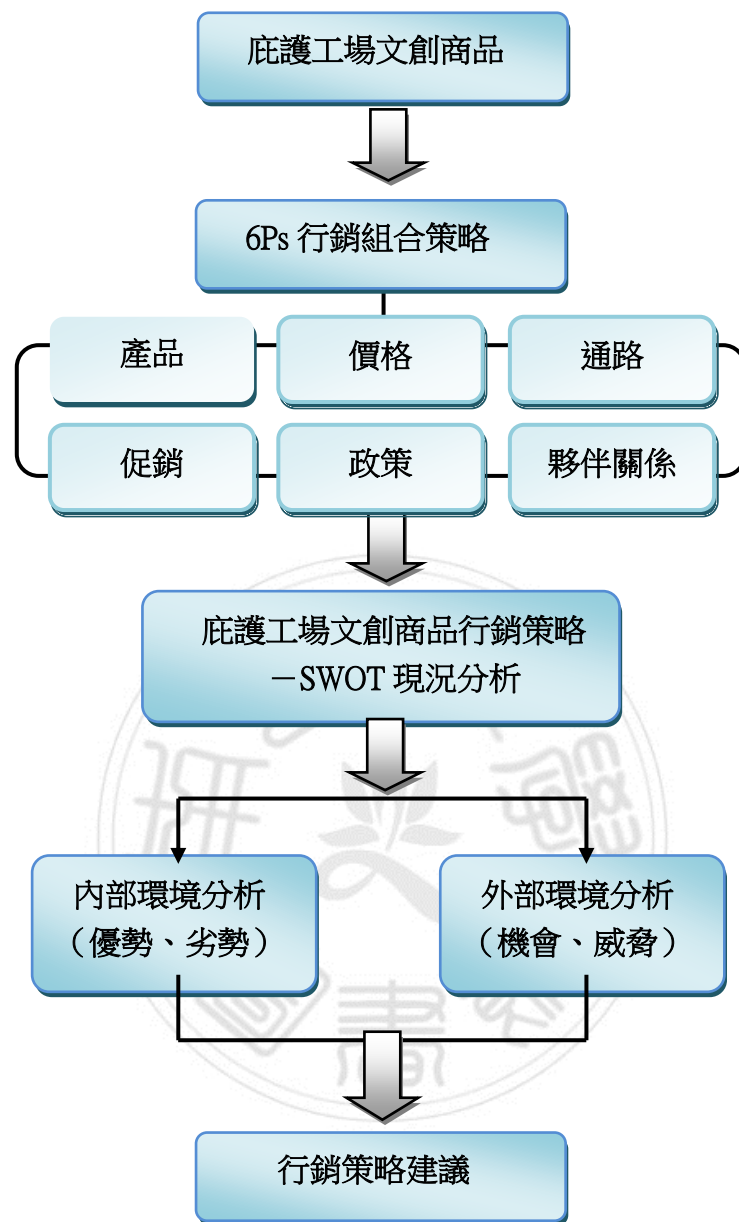 庇護工場文創商品
6Ps 行銷組合策略
產品
價格
通路
促銷
政策
夥伴關係
庇護工場文創商品行銷策略
－SWOT 現況分析
內部環境分析
（優勢、劣勢）
外部環境分析
（機會、威脅）
行銷策略建議